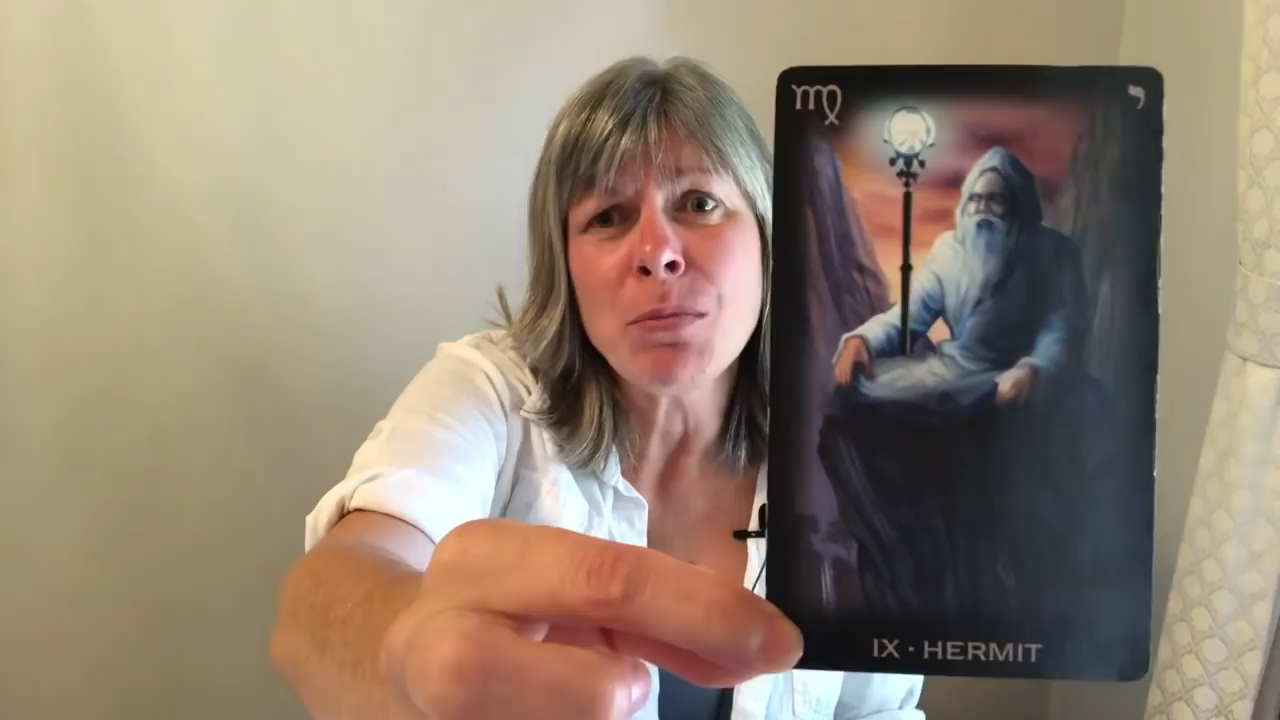 ♍ י
IX · HERMIT